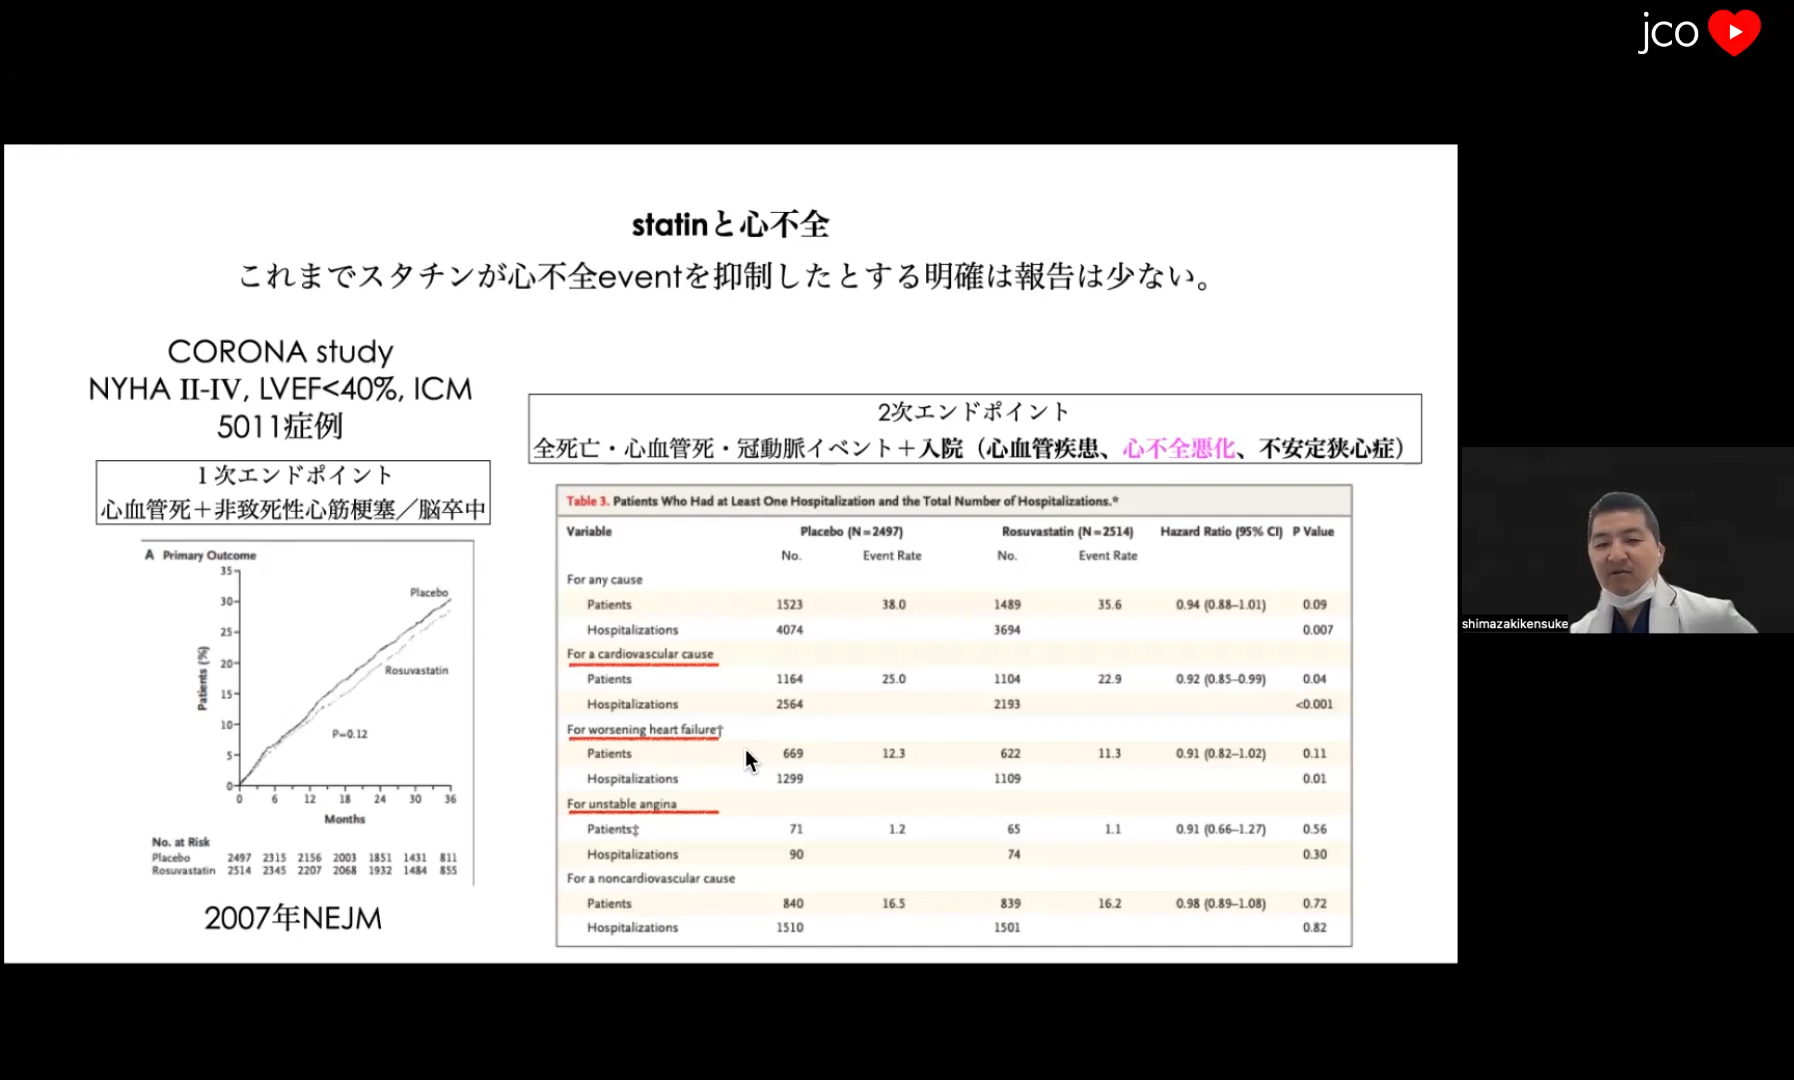 jco
statinと心不全
これまでスタチンが心不全eventを抑制したとする明確は報告は少ない。
CORONA study
NYHA II-IV, LVEF<40%, ICM
5011症例
1次エンドポイント
心血管死＋非致死性心筋梗塞／脳卒中
A Primary Outcome
Patients (%)
35
30
25
20
15
10
5
0
Placebo
Rosuvastatin
P=0.12
0 6 12 18 24 30 36
Months
No. at Risk
Placebo 2497 2315 2156 2003 1851 1431 811
Rosuvastatin 2514 2345 2207 2068 1932 1484 855
2007年NEJM
2次エンドポイント
全死亡・心血管死・冠動脈イベント＋入院（心血管疾患、心不全悪化、不安定狭心症）
Table 3. Patients Who Had at Least One Hospitalization and the Total Number of Hospitalizations.*
Variable Placebo (N=2497) Rosuvastatin (N=2514) Hazard Ratio (95% CI) P Value
No. Event Rate No. Event Rate
For any cause
Patients 1523 38.0 1489 35.6 0.94 (0.88–1.01) 0.09
Hospitalizations 4074 3694 0.007
For a cardiovascular cause
Patients 1164 25.0 1104 22.9 0.92 (0.85–0.99) 0.04
Hospitalizations 2564 2193 <0.001
For worsening heart failure†
Patients 669 12.3 622 11.3 0.91 (0.82–1.02) 0.11
Hospitalizations 1299 1109 0.01
For unstable angina
Patients‡ 71 1.2 65 1.1 0.91 (0.66–1.27) 0.56
Hospitalizations 90 74 0.30
For a noncardiovascular cause
Patients 840 16.5 839 16.2 0.98 (0.89–1.08) 0.72
Hospitalizations 1510 1501 0.82
shimazakikensuke